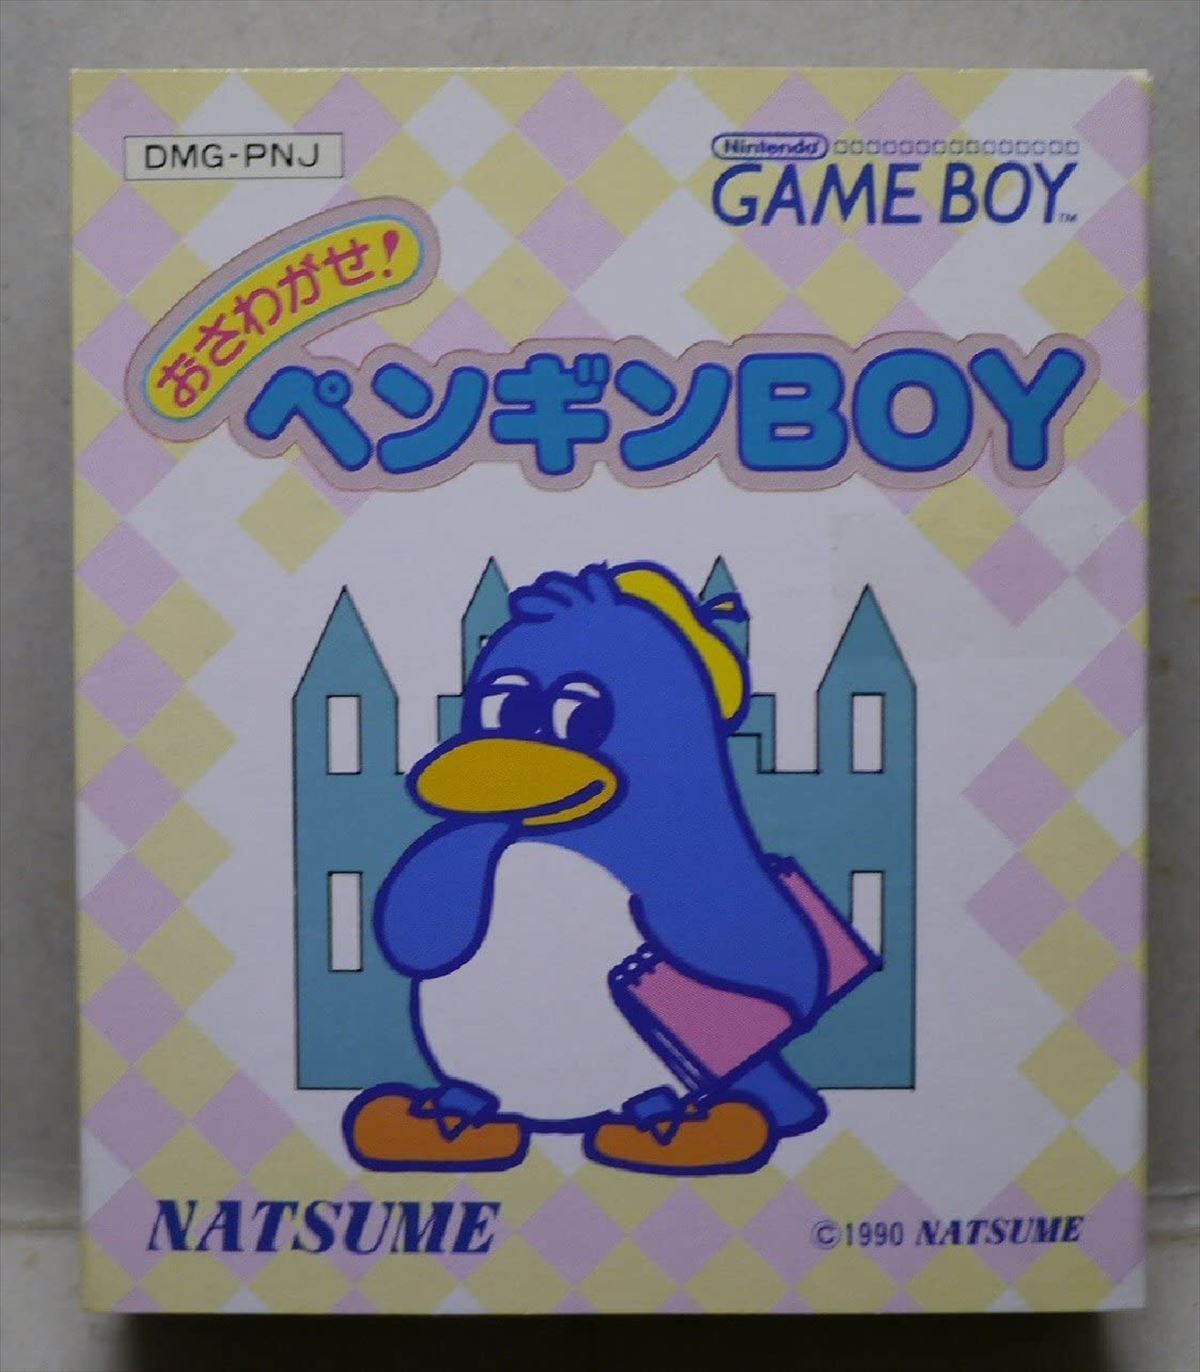 DMG-PNJ
Nintendo
GAME BOY™
おさわがせ!
ペンギンBOY
NATSUME
©1990 NATSUME